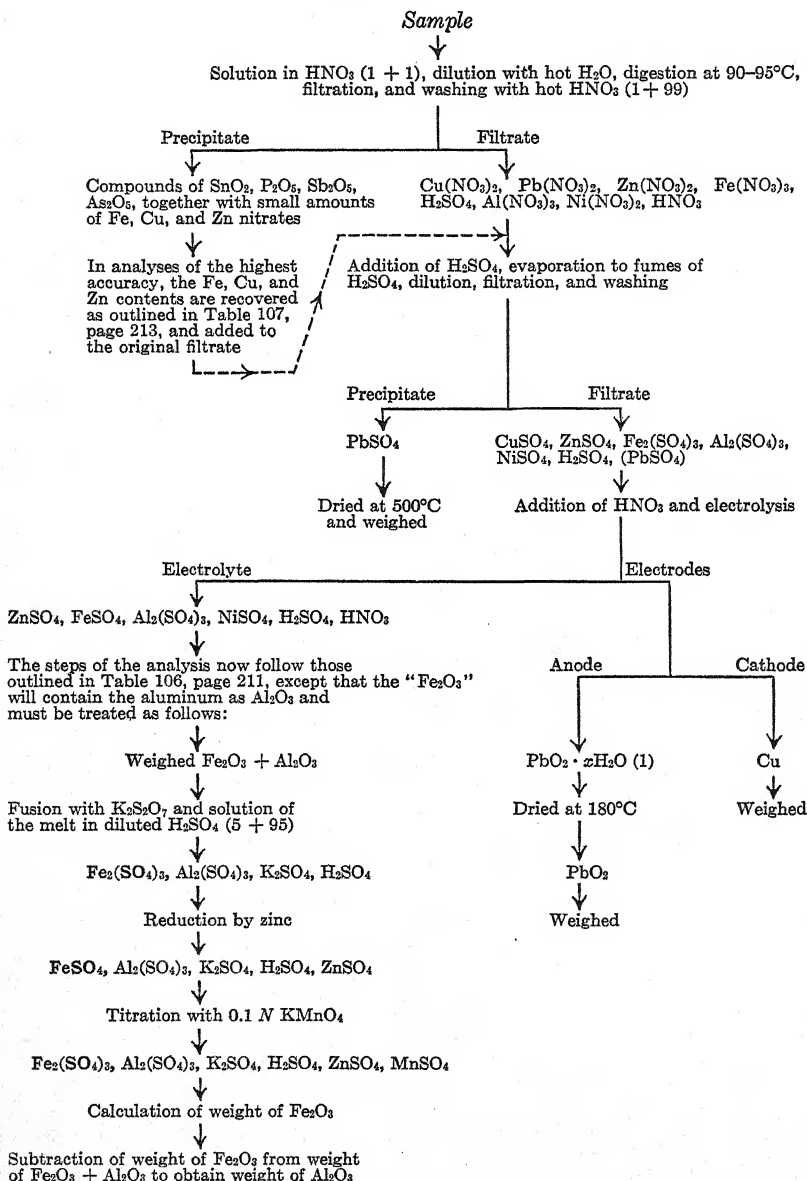 Sample
Solution in HNO₃ (1 + 1), dilution with hot H₂O, digestion at 90–95°C,
filtration, and washing with hot HNO₃ (1 + 99)
Precipitate
Filtrate
Compounds of SnO₂, P₂O₅, Sb₂O₅,
As₂O₅, together with small amounts
of Fe, Cu, and Zn nitrates
Cu(NO₃)₂, Pb(NO₃)₂, Zn(NO₃)₂, Fe(NO₃)₃,
H₂SO₄, Al(NO₃)₃, Ni(NO₃)₂, HNO₃
In analyses of the highest
accuracy, the Fe, Cu, and
Zn contents are recovered
as outlined in Table 107,
page 213, and added to
the original filtrate
Addition of H₂SO₄, evaporation to fumes of
H₂SO₄, dilution, filtration, and washing
Precipitate
Filtrate
PbSO₄
CuSO₄, ZnSO₄, Fe₂(SO₄)₃, Al₂(SO₄)₃,
NiSO₄, H₂SO₄, (PbSO₄)
Dried at 500°C
and weighed
Addition of HNO₃ and electrolysis
Electrolyte
Electrodes
ZnSO₄, FeSO₄, Al₂(SO₄)₃, NiSO₄, H₂SO₄, HNO₃
The steps of the analysis now follow those
outlined in Table 106, page 211, except that the "Fe₂O₃"
will contain the aluminum as Al₂O₃ and
must be treated as follows:
Anode
Cathode
Weighed Fe₂O₃ + Al₂O₃
PbO₂ · xH₂O (1)
Cu
Fusion with K₂S₂O₇ and solution of
the melt in diluted H₂SO₄ (5 + 95)
Dried at 180°C
Weighed
Fe₂(SO₄)₃, Al₂(SO₄)₃, K₂SO₄, H₂SO₄
PbO₂
Reduction by zinc
Weighed
FeSO₄, Al₂(SO₄)₃, K₂SO₄, H₂SO₄, ZnSO₄
Titration with 0.1 N KMnO₄
Fe₂(SO₄)₃, Al₂(SO₄)₃, K₂SO₄, H₂SO₄, ZnSO₄, MnSO₄
Calculation of weight of Fe₂O₃
Subtraction of weight of Fe₂O₃ from weight
of Fe₂O₃ + Al₂O₃ to obtain weight of Al₂O₃